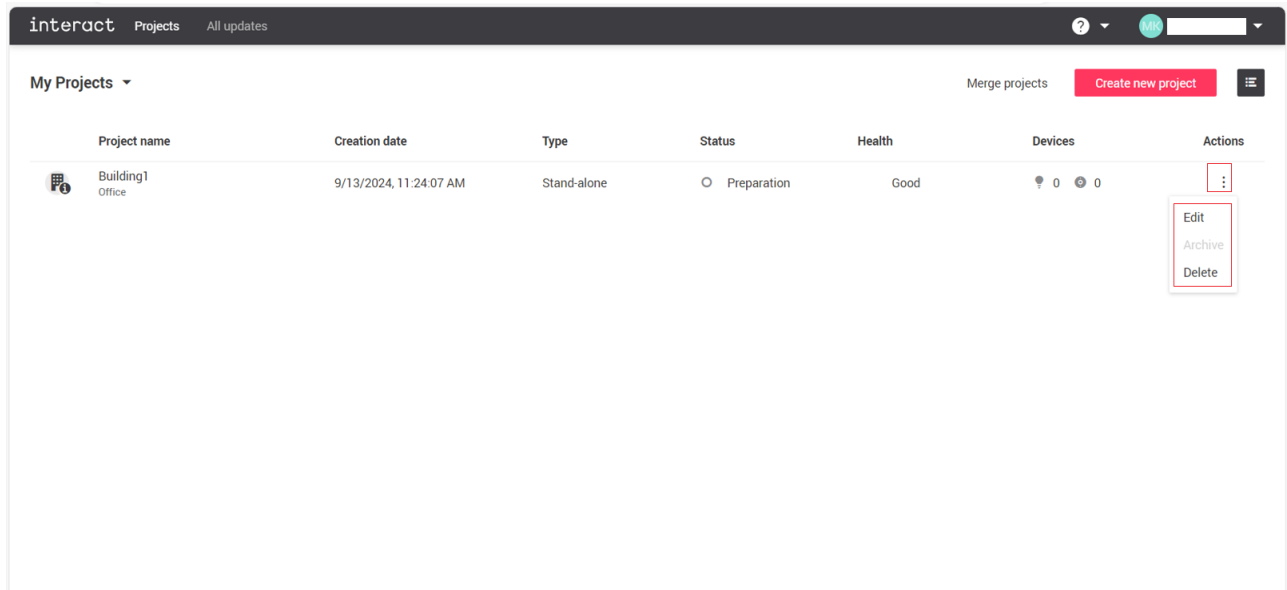 interact Projects All updates ? MK
My Projects Merge projects Create new project
Project name Creation date Type Status Health Devices Actions
Building1 9/13/2024, 11:24:07 AM Stand-alone Preparation Good 0 0
Office
Edit
Archive
Delete